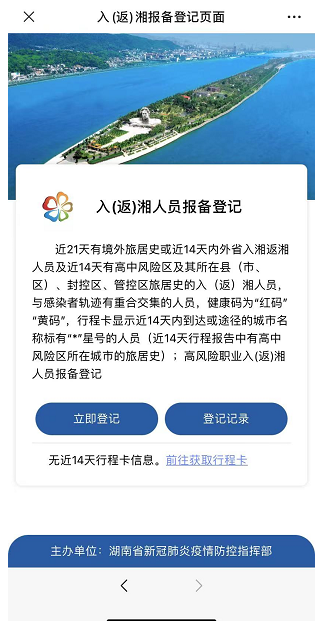 入(返)湘报备登记页面
入(返)湘人员报备登记
近21天有境外旅居史或近14天内外省入湘返湘
人员及近14天有高中风险区及其所在县（市、
区）、封控区、管控区旅居史的入（返）湘人员，
与感染者轨迹有重合交集的人员，健康码为“红码”
“黄码”，行程卡显示近14天内到达或途径的城市名
称标有“*”星号的人员（近14天行程报告中有高中
风险区所在城市的旅居史）；高风险职业入(返)湘
人员报备登记
立即登记
登记记录
无近14天行程卡信息。前往获取行程卡
主办单位：湖南省新冠肺炎疫情防控指挥部